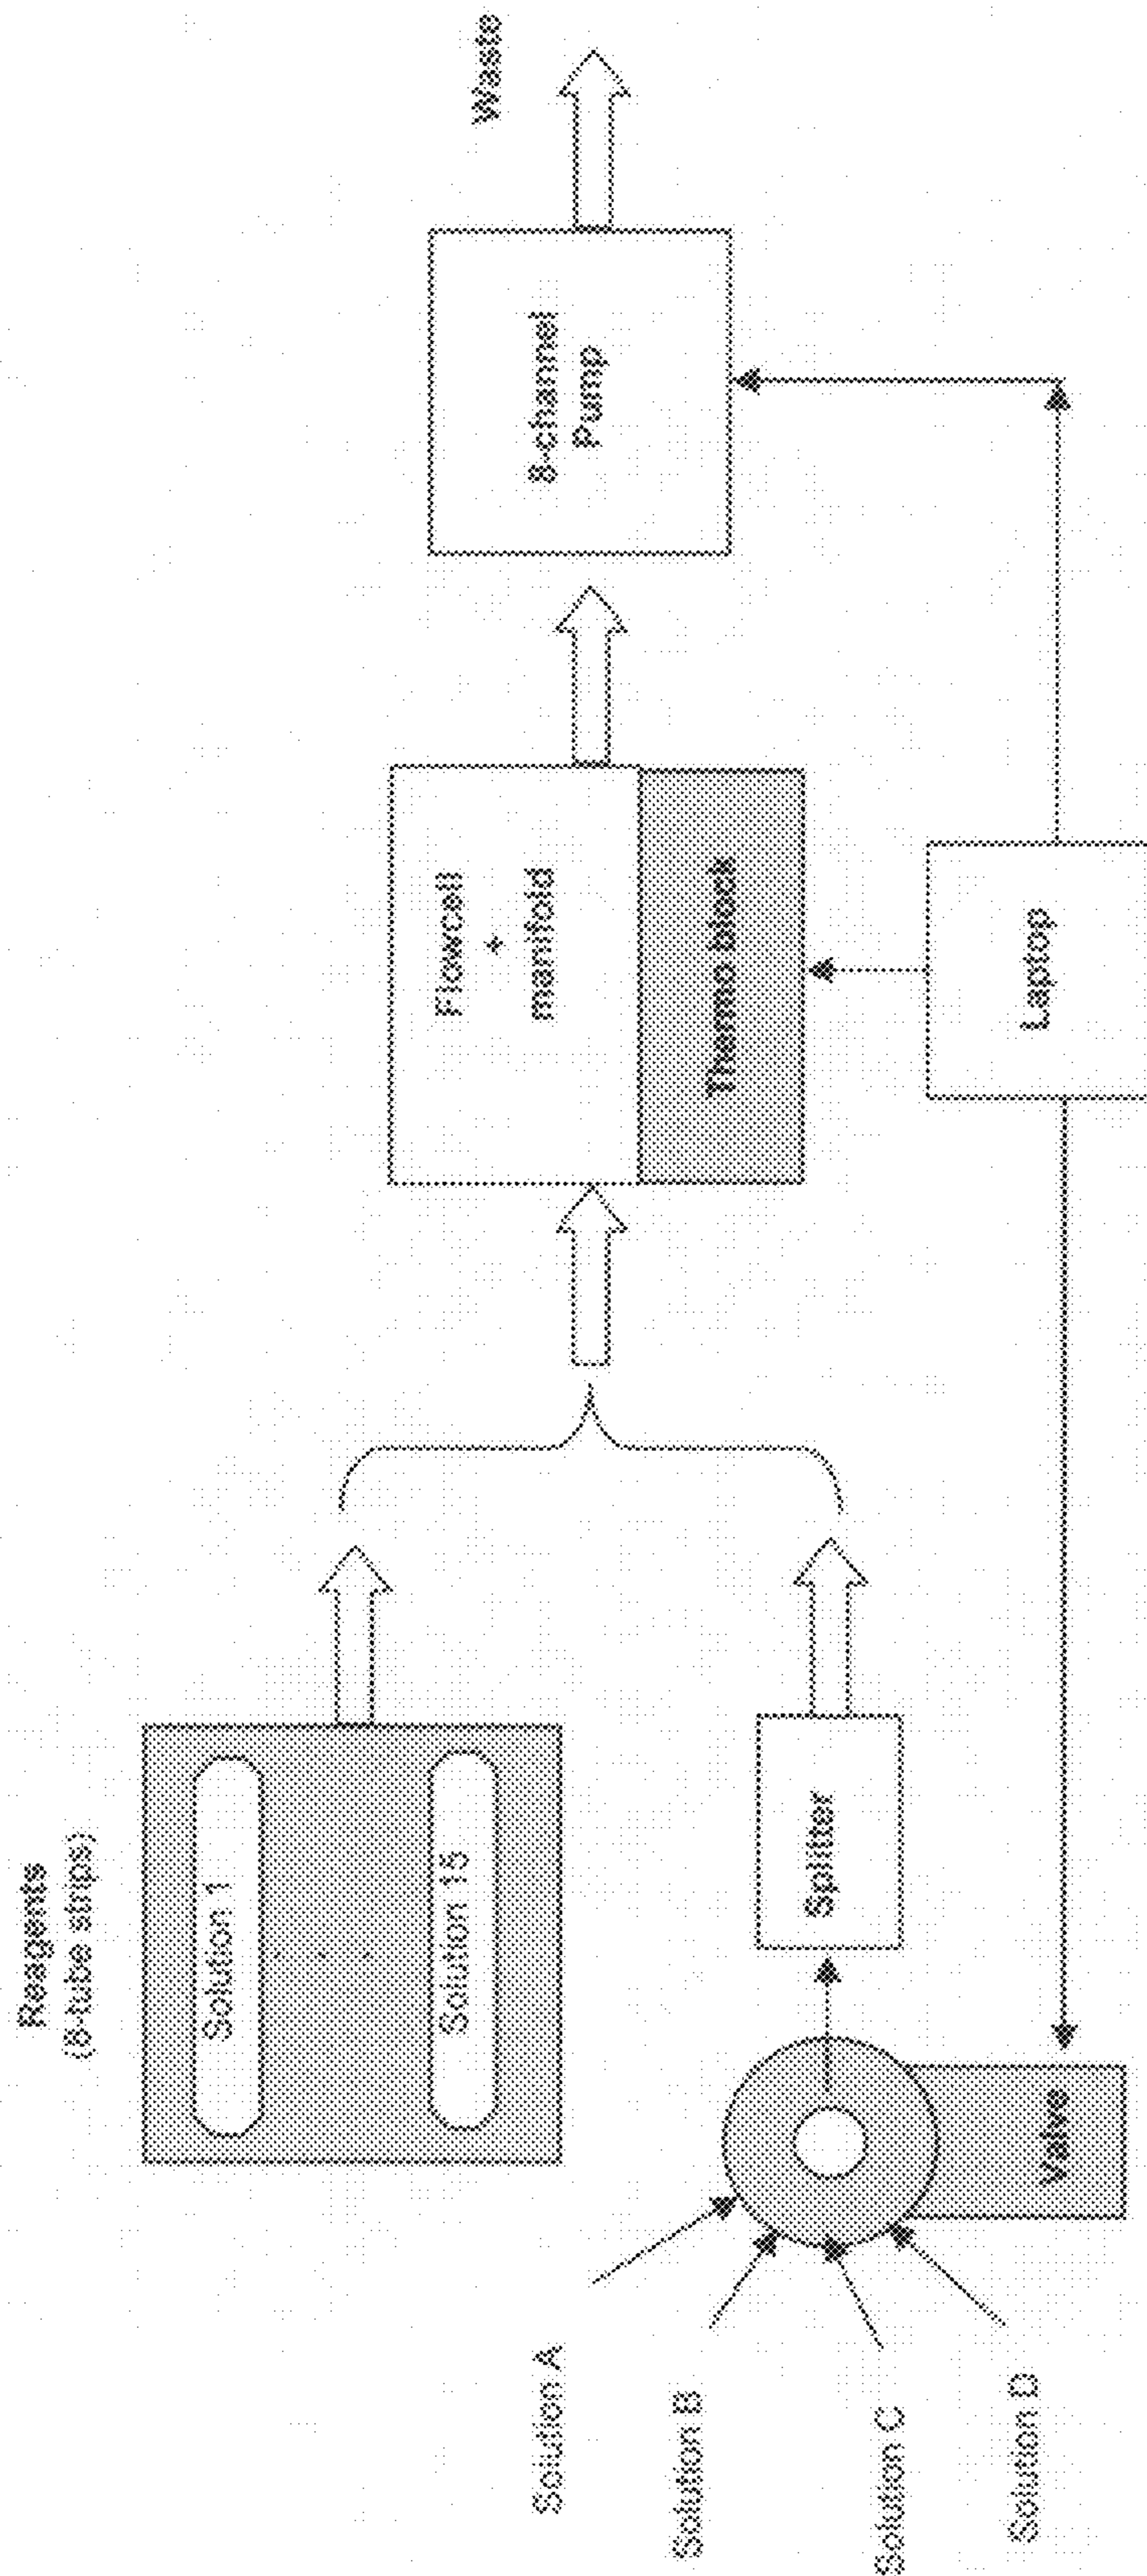 Reagents
(8-tube strips)
Solution 1
Solution 15
Solution A
Solution B
Solution C
Solution D
Valve
Splitter
Flowcell
+
manifold
Thermo block
Laptop
8-channel
Pump
Waste